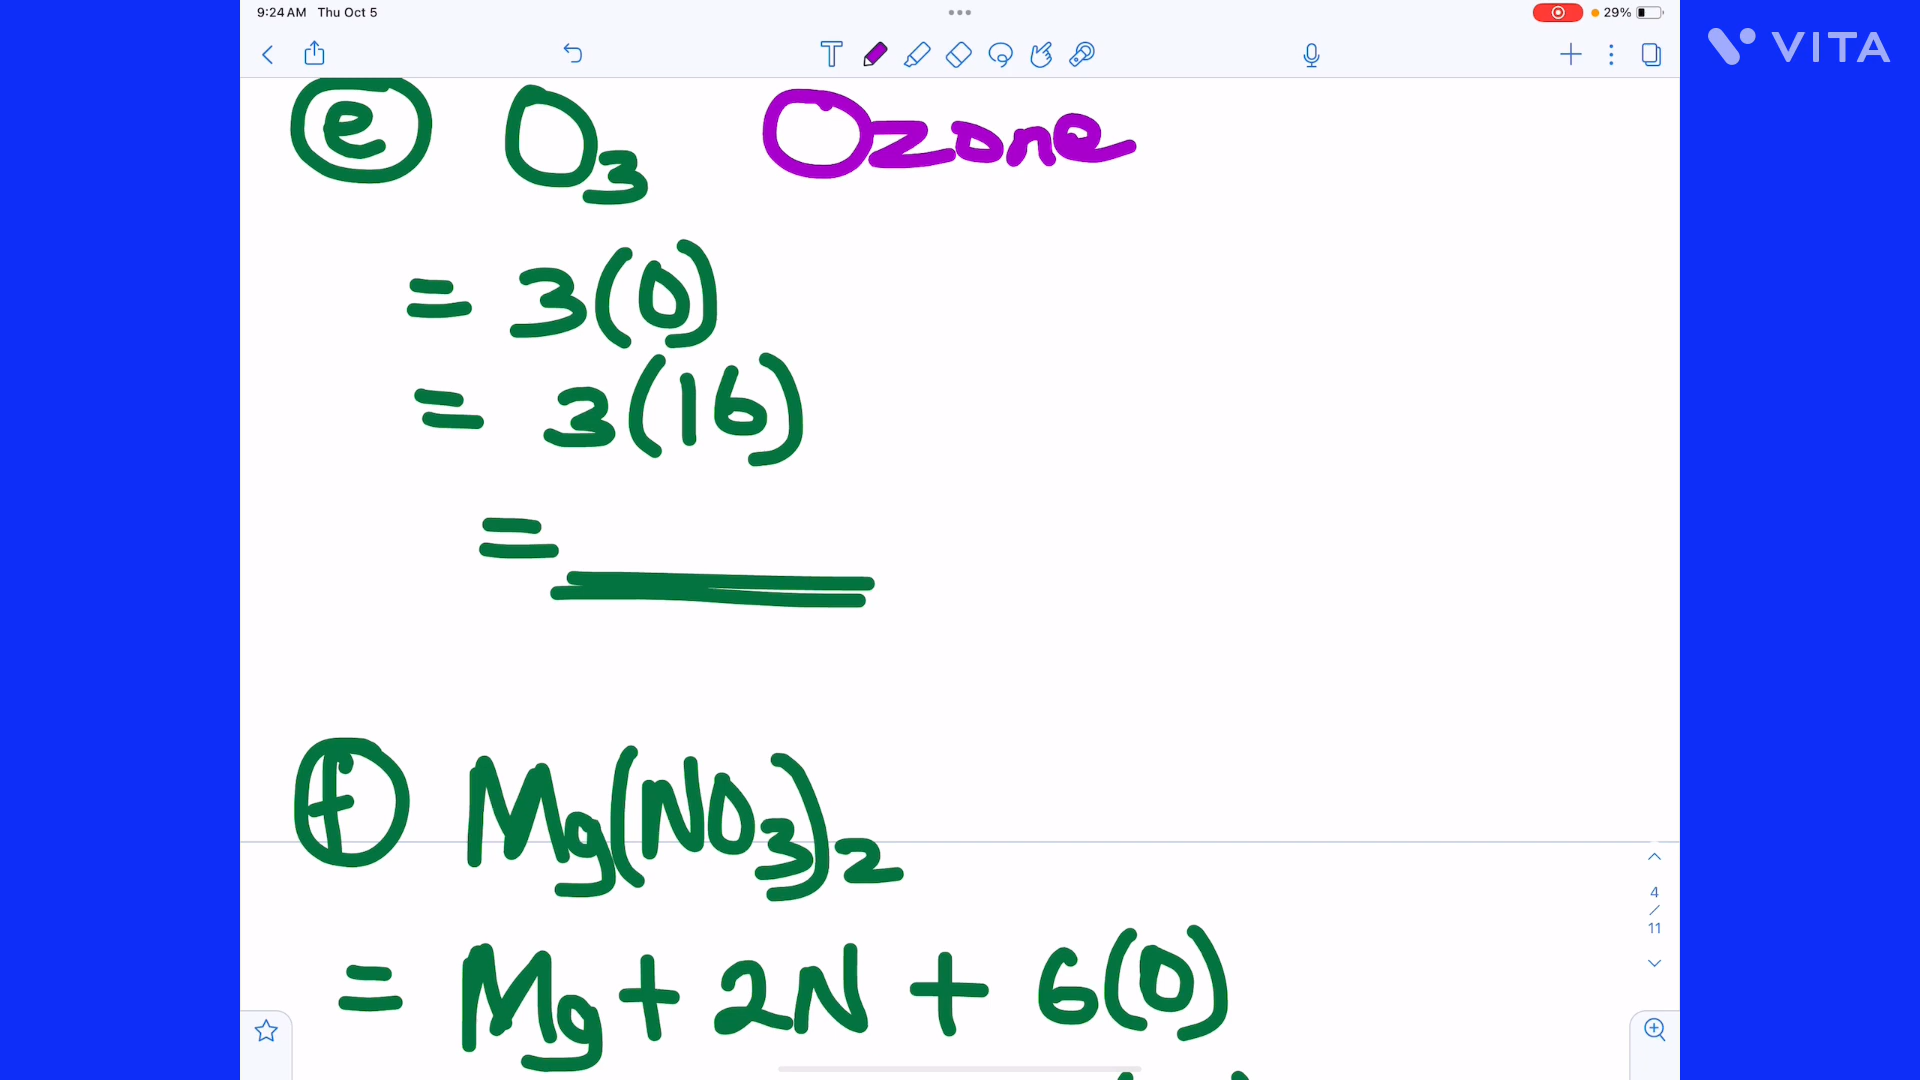 9:24 AM Thu Oct 5
29%
VITA
e O₃ Ozone
= 3(O)
= 3(16)
=
f Mg(NO₃)₂
4
/
11
= Mg + 2N + 6(O)